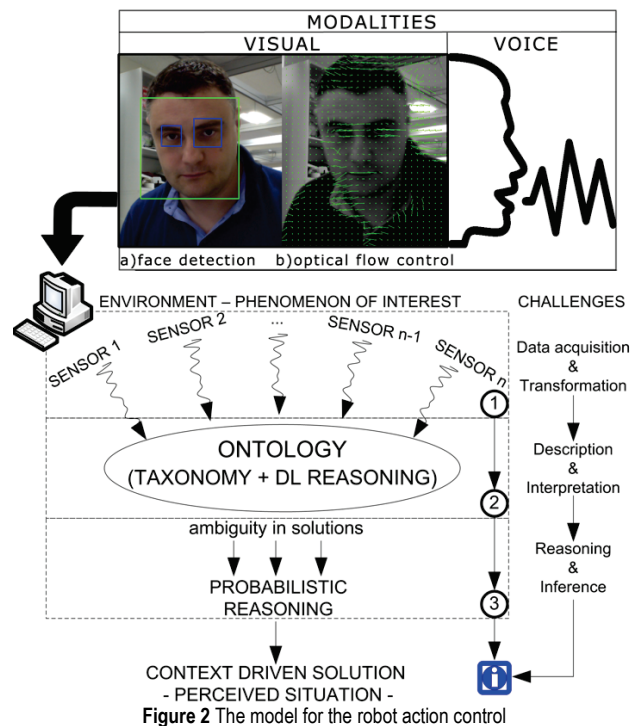 MODALITIES
VISUAL
VOICE
a)face detection
b)optical flow control
ENVIRONMENT – PHENOMENON OF INTEREST
CHALLENGES
SENSOR 1
SENSOR 2
...
SENSOR n-1
SENSOR n
Data acquisition
&
Transformation
1
ONTOLOGY
(TAXONOMY + DL REASONING)
Description
&
Interpretation
2
ambiguity in solutions
PROBABILISTIC
REASONING
Reasoning
&
Inference
3
CONTEXT DRIVEN SOLUTION
- PERCEIVED SITUATION -
i
Figure 2 The model for the robot action control